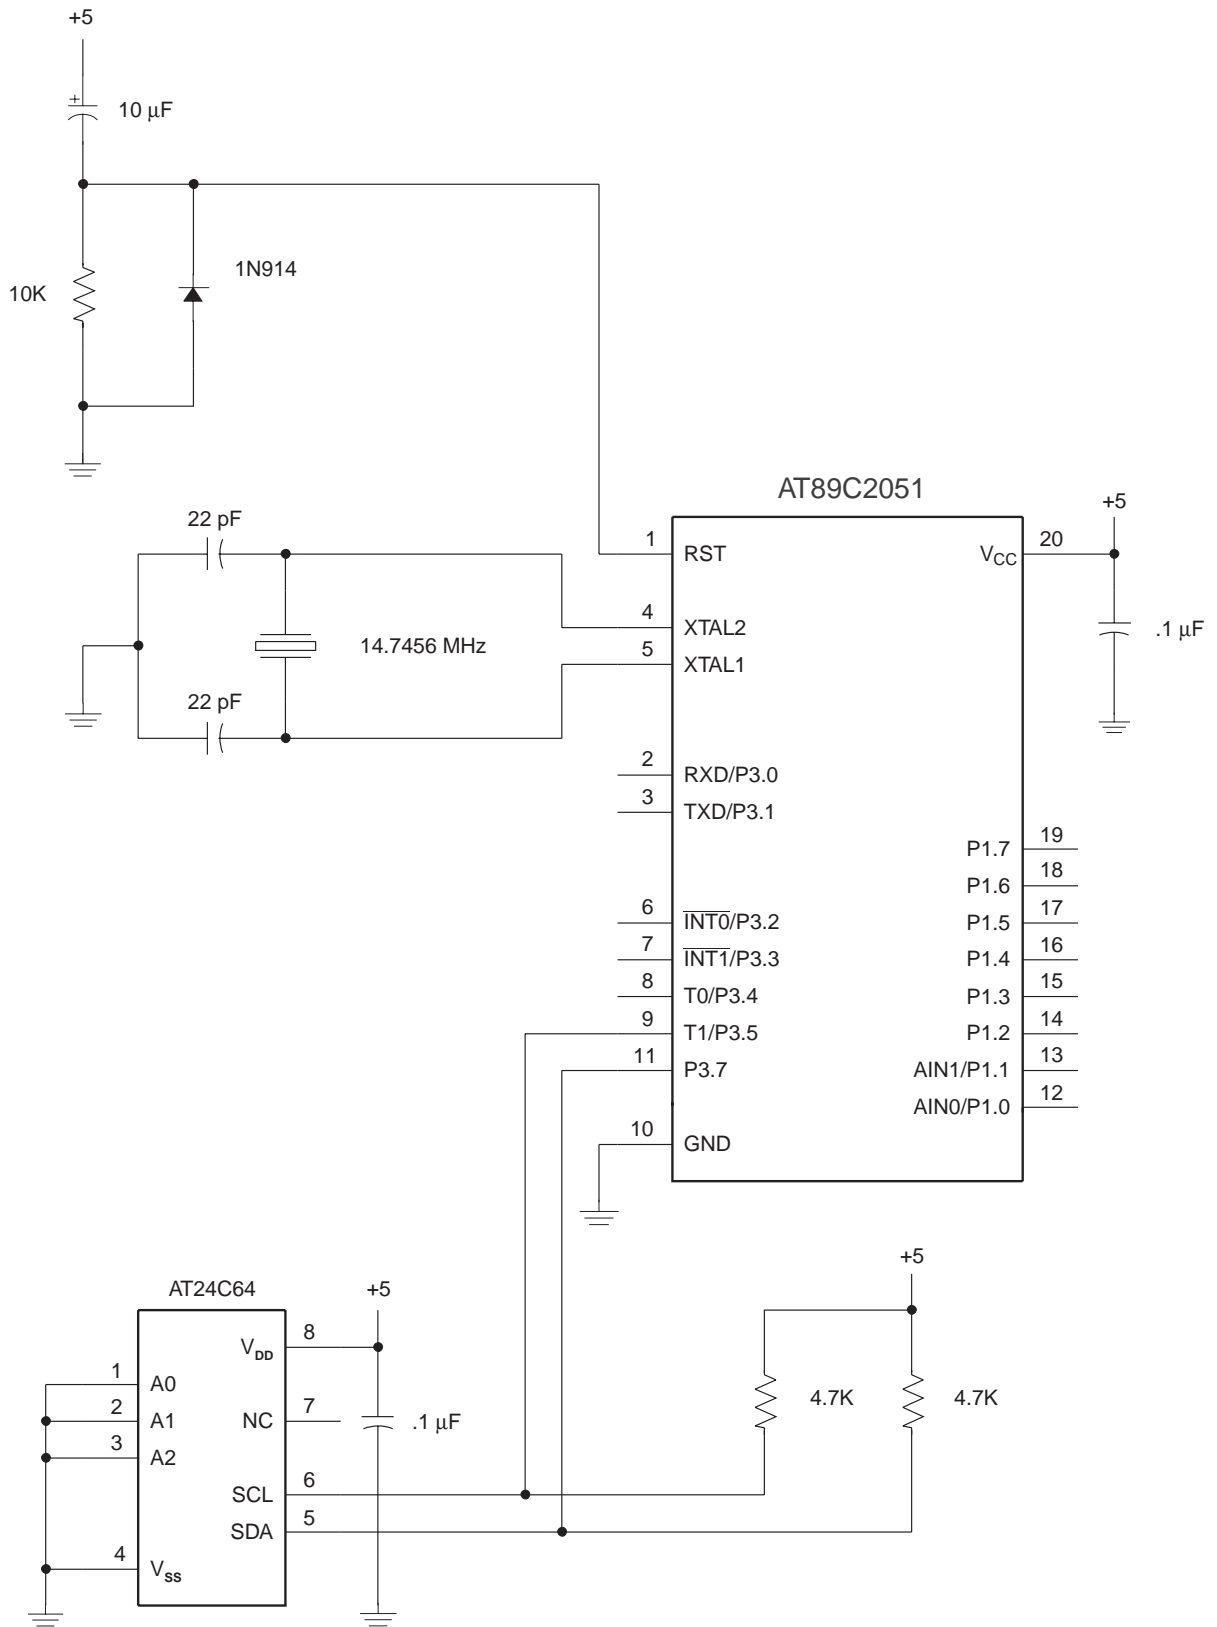 +5
+
10 μF
1N914
10K
AT89C2051
22 pF
+5
1
RST
V_CC
20
4
XTAL2
.1 μF
14.7456 MHz
5
XTAL1
22 pF
2
RXD/P3.0
3
TXD/P3.1
P1.7
19
P1.6
18
6
INT0/P3.2
P1.5
17
7
INT1/P3.3
P1.4
16
8
T0/P3.4
P1.3
15
9
T1/P3.5
P1.2
14
11
P3.7
AIN1/P1.1
13
AIN0/P1.0
12
10
GND
+5
AT24C64
+5
V_DD
8
1
A0
4.7K
4.7K
2
A1
NC
7
.1 μF
3
A2
SCL
6
SDA
5
4
V_SS